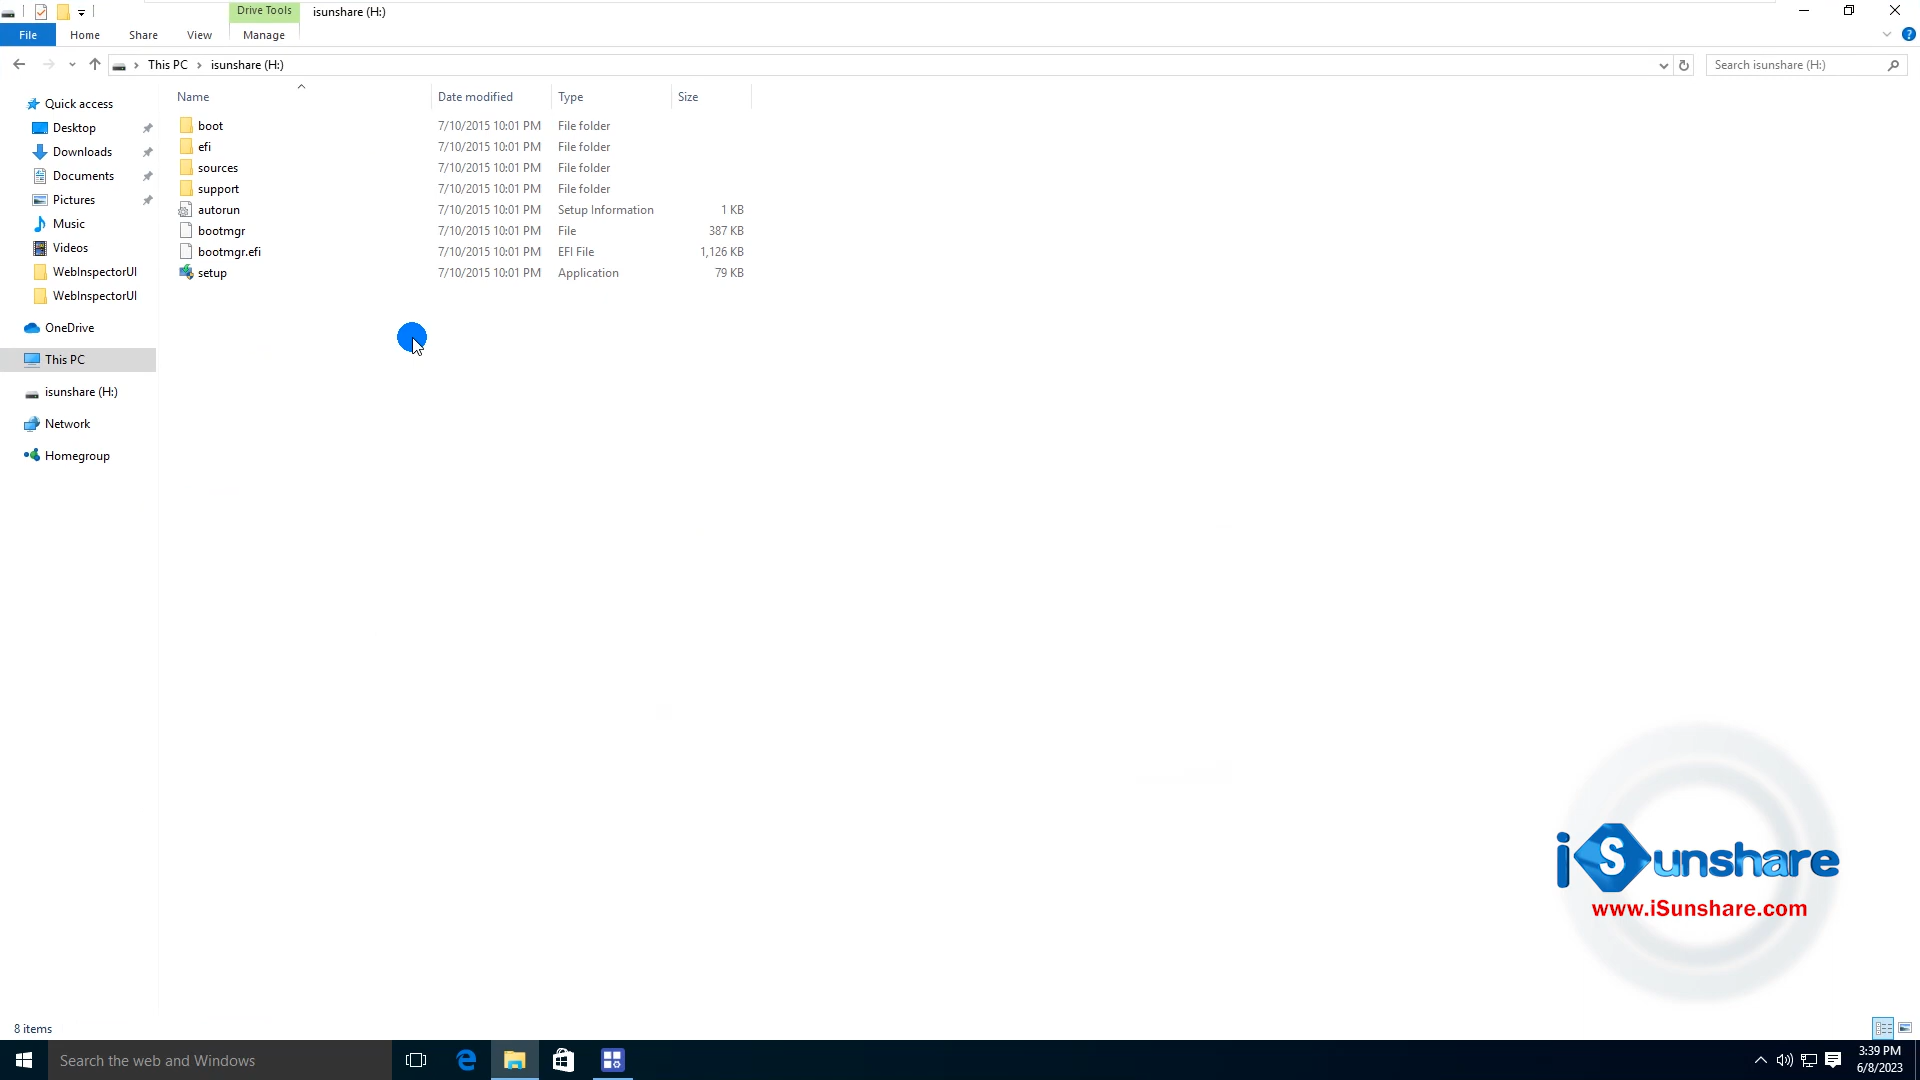 Drive Tools
isunshare (H:)
File
Home
Share
View
Manage
This PC
isunshare (H:)
Search isunshare (H:)
Name
Date modified
Type
Size
Quick access
Desktop
Downloads
Documents
Pictures
Music
Videos
WebInspectorUI
WebInspectorUI
OneDrive
This PC
isunshare (H:)
Network
Homegroup
boot 7/10/2015 10:01 PM File folder
efi 7/10/2015 10:01 PM File folder
sources 7/10/2015 10:01 PM File folder
support 7/10/2015 10:01 PM File folder
autorun 7/10/2015 10:01 PM Setup Information 1 KB
bootmgr 7/10/2015 10:01 PM File 387 KB
bootmgr.efi 7/10/2015 10:01 PM EFI File 1,126 KB
setup 7/10/2015 10:01 PM Application 79 KB
iSunshare
www.iSunshare.com
8 items
Search the web and Windows
3:39 PM
6/8/2023